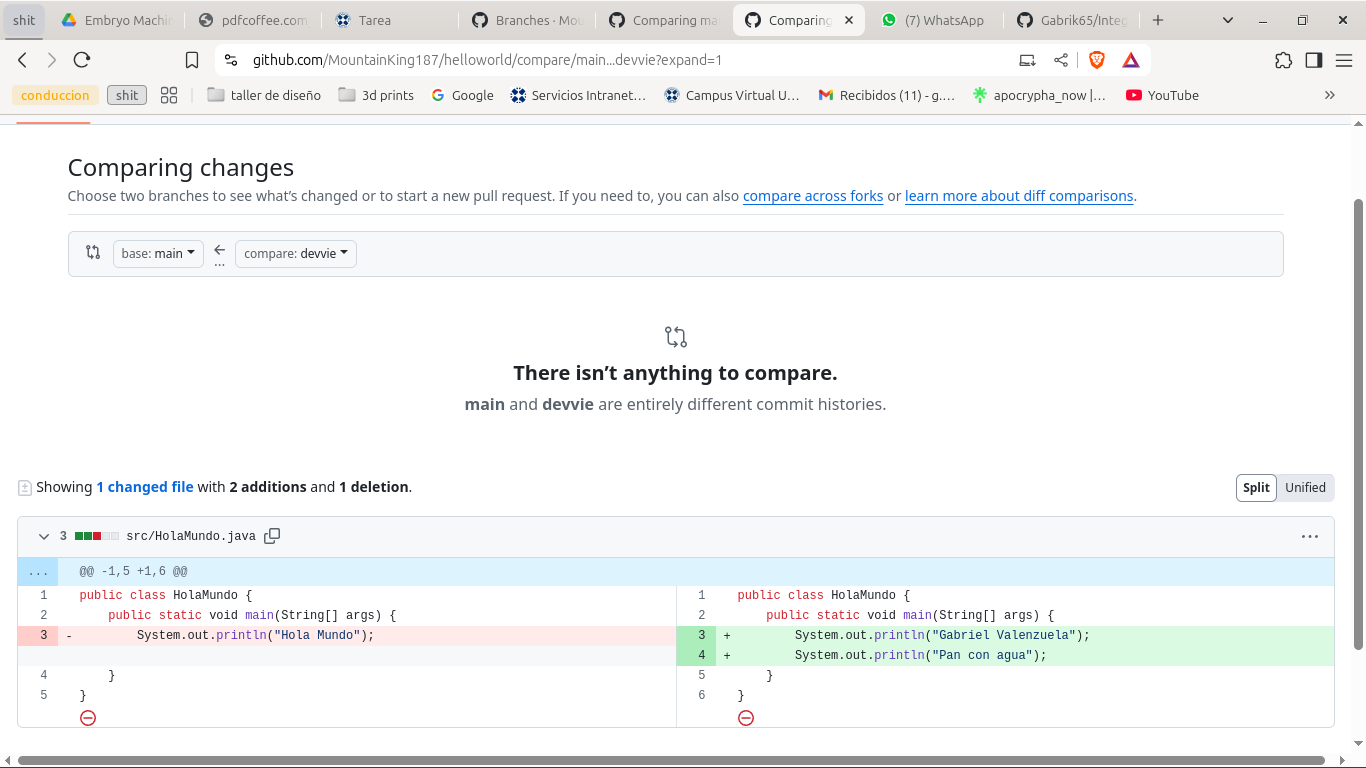 shit
Embryo Machi
pdfcoffee.com
Tarea
Branches · Mou
Comparing ma
Comparing
(7) WhatsApp
Gabrik65/Integ
github.com/MountainKing187/helloworld/compare/main...devvie?expand=1
conduccion
shit
taller de diseño
3d prints
Google
Servicios Intranet...
Campus Virtual U...
Recibidos (11) - g....
apocrypha_now |...
YouTube
Comparing changes
Choose two branches to see what's changed or to start a new pull request. If you need to, you can also compare across forks or learn more about diff comparisons.
base: main
...
compare: devvie
There isn't anything to compare.
main and devvie are entirely different commit histories.
Showing 1 changed file with 2 additions and 1 deletion.
Split
Unified
3
src/HolaMundo.java
...
@@ -1,5 +1,6 @@
1 public class HolaMundo {
1 public class HolaMundo {
2 public static void main(String[] args) {
2 public static void main(String[] args) {
3 - System.out.println("Hola Mundo");
3 + System.out.println("Gabriel Valenzuela");
4 + System.out.println("Pan con agua");
4 }
5 }
5 }
6 }